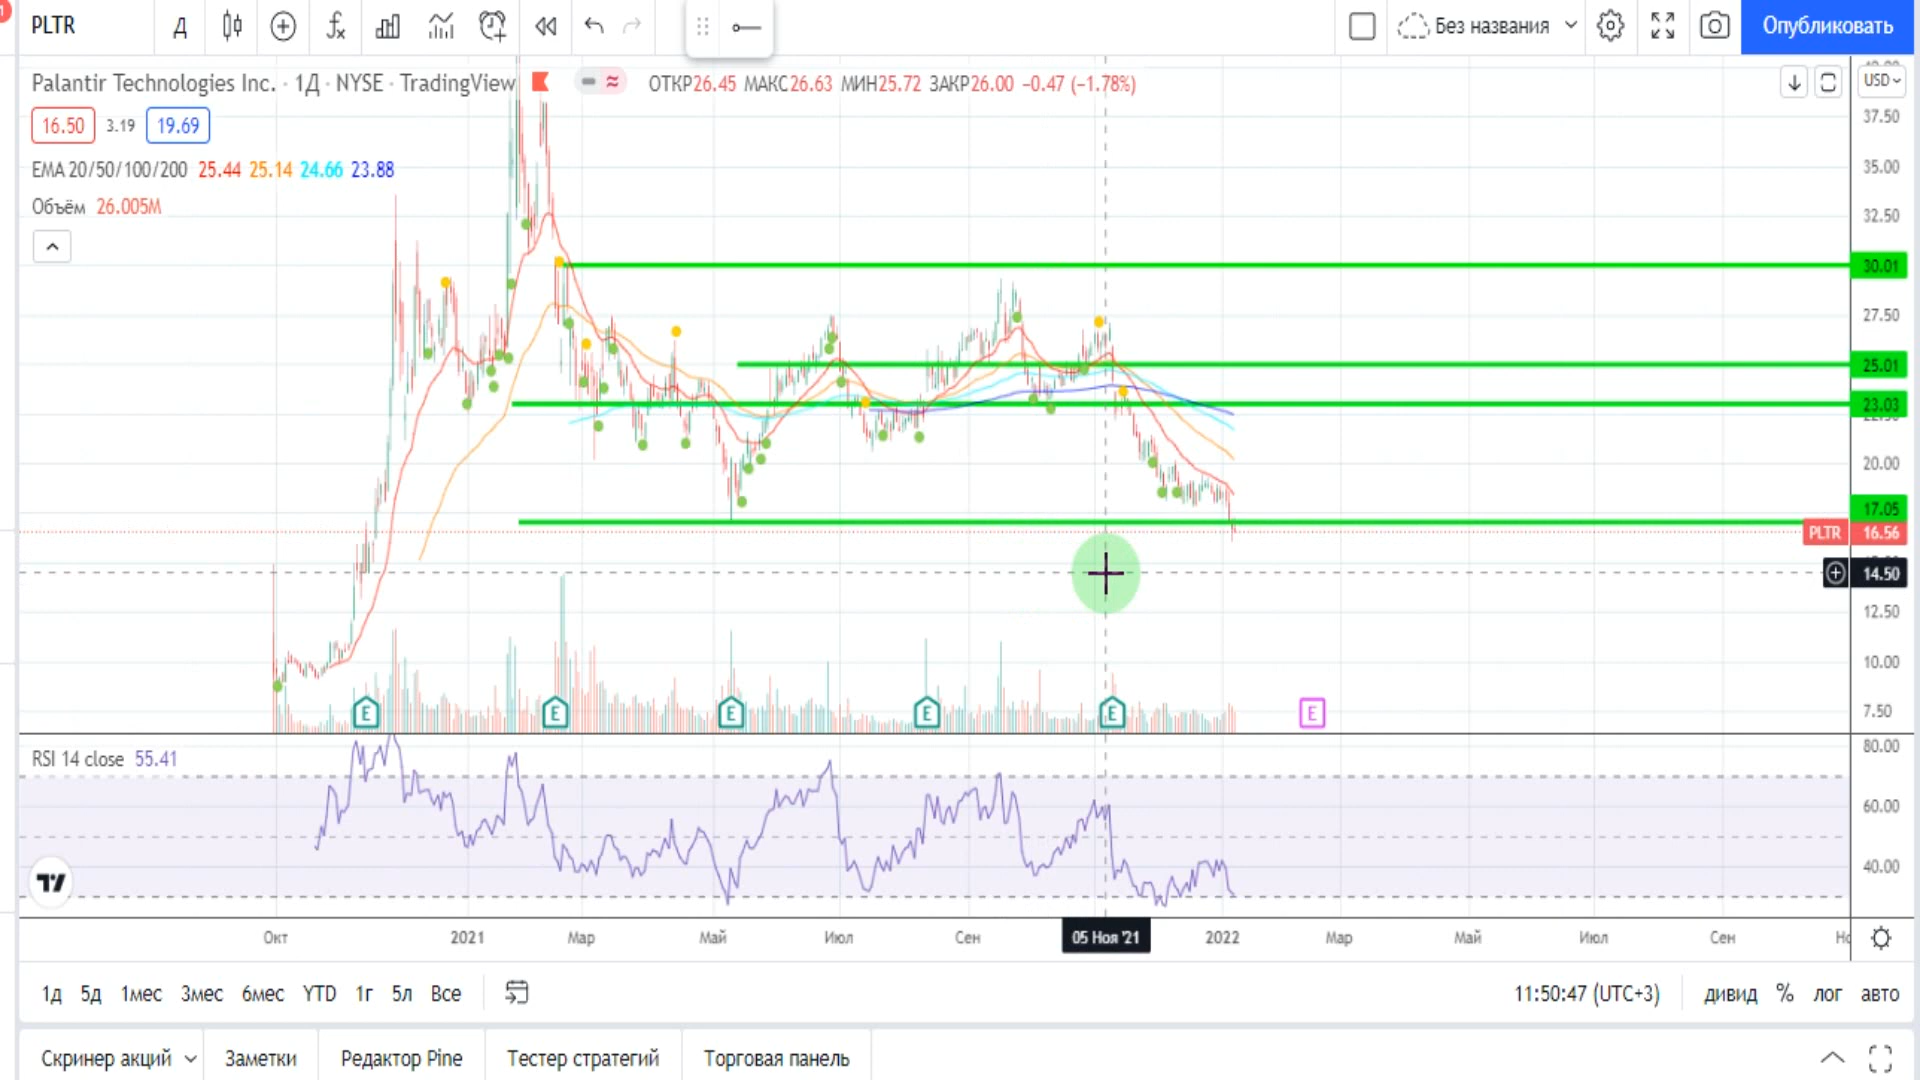 PLTR
Д
Без названия
Опубликовать
Palantir Technologies Inc. · 1Д · NYSE · TradingView
ОТКР26.45 МАКС26.63 МИН25.72 ЗАКР26.00 −0.47 (−1.78%)
USD
16.50 3.19 19.69
EMA 20/50/100/200 25.44 25.14 24.66 23.88
Объём 26.005M
37.50
35.00
32.50
30.01
27.50
25.01
23.03
20.00
17.05
PLTR 16.56
14.50
12.50
10.00
7.50
E E E E E E
RSI 14 close 55.41
80.00
60.00
40.00
Окт 2021 Мар Май Июл Сен 05 Ноя '21 2022 Мар Май Июл Сен
1д 5д 1мес 3мес 6мес YTD 1г 5л Все
11:50:47 (UTC+3) дивид % лог авто
Скринер акций Заметки Редактор Pine Тестер стратегий Торговая панель